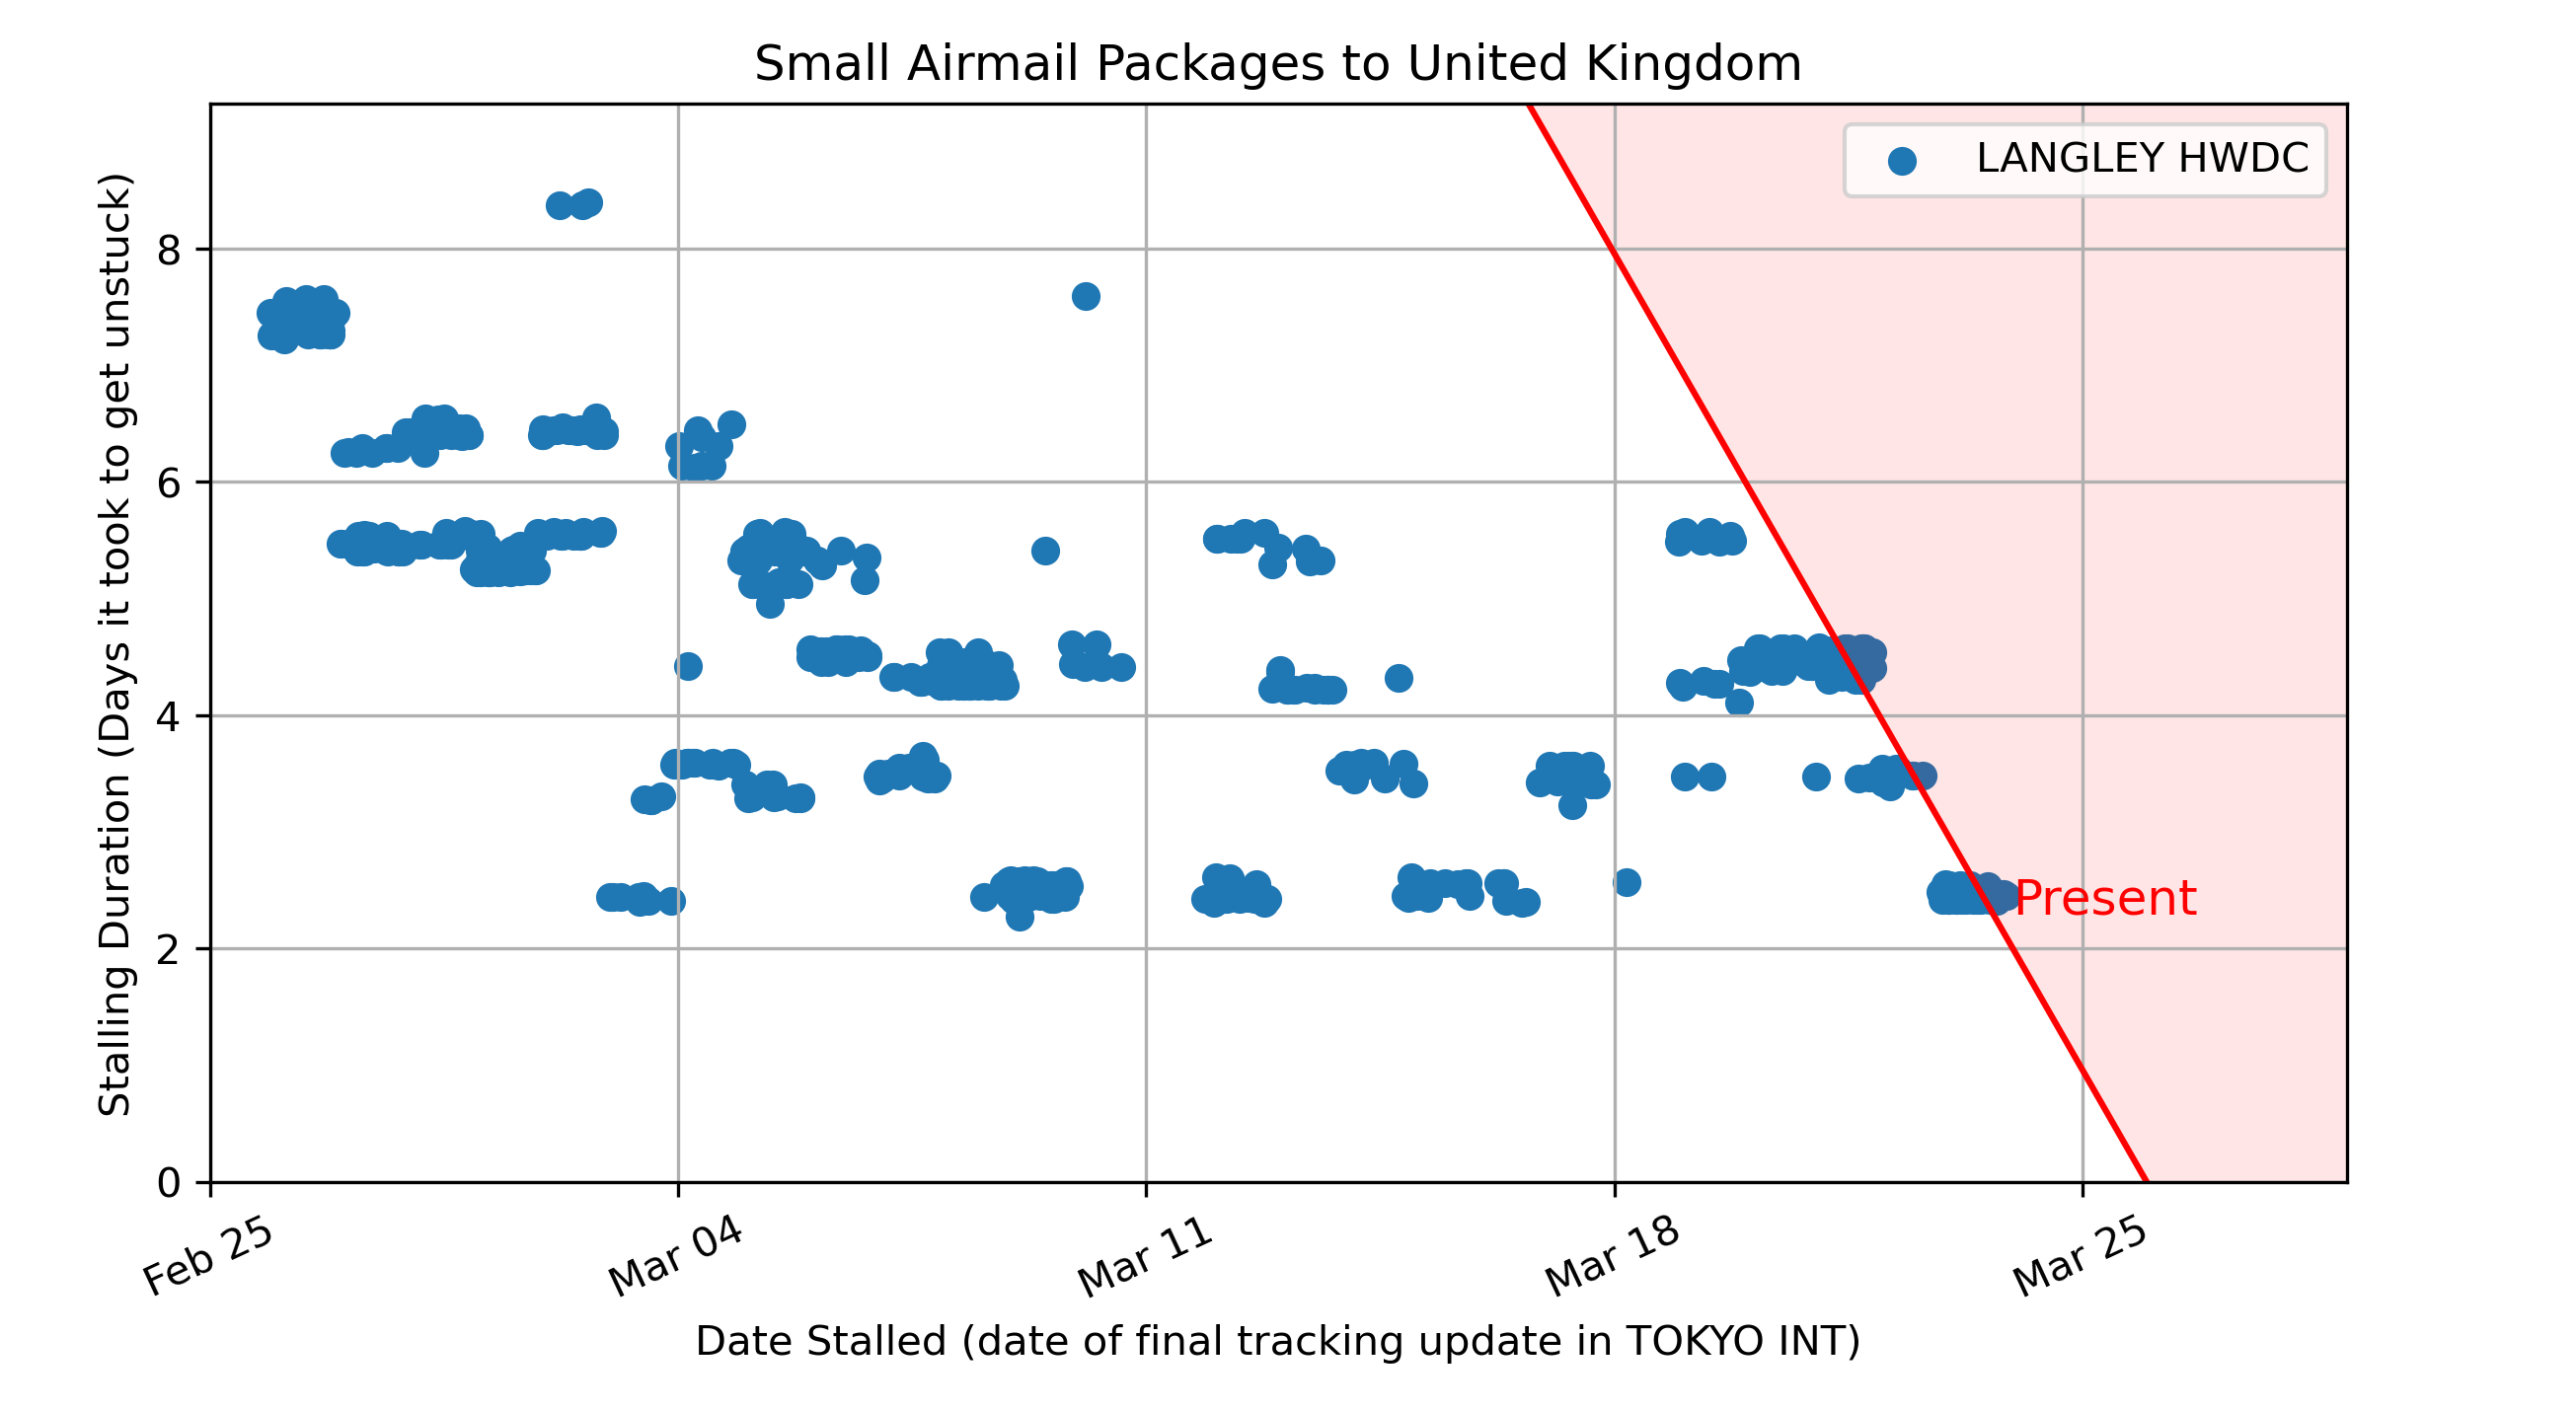 Small Airmail Packages to United Kingdom
LANGLEY HWDC
Stalling Duration (Days it took to get unstuck)
8
6
4
2
0
Present
Feb 25
Mar 04
Mar 11
Mar 18
Mar 25
Date Stalled (date of final tracking update in TOKYO INT)